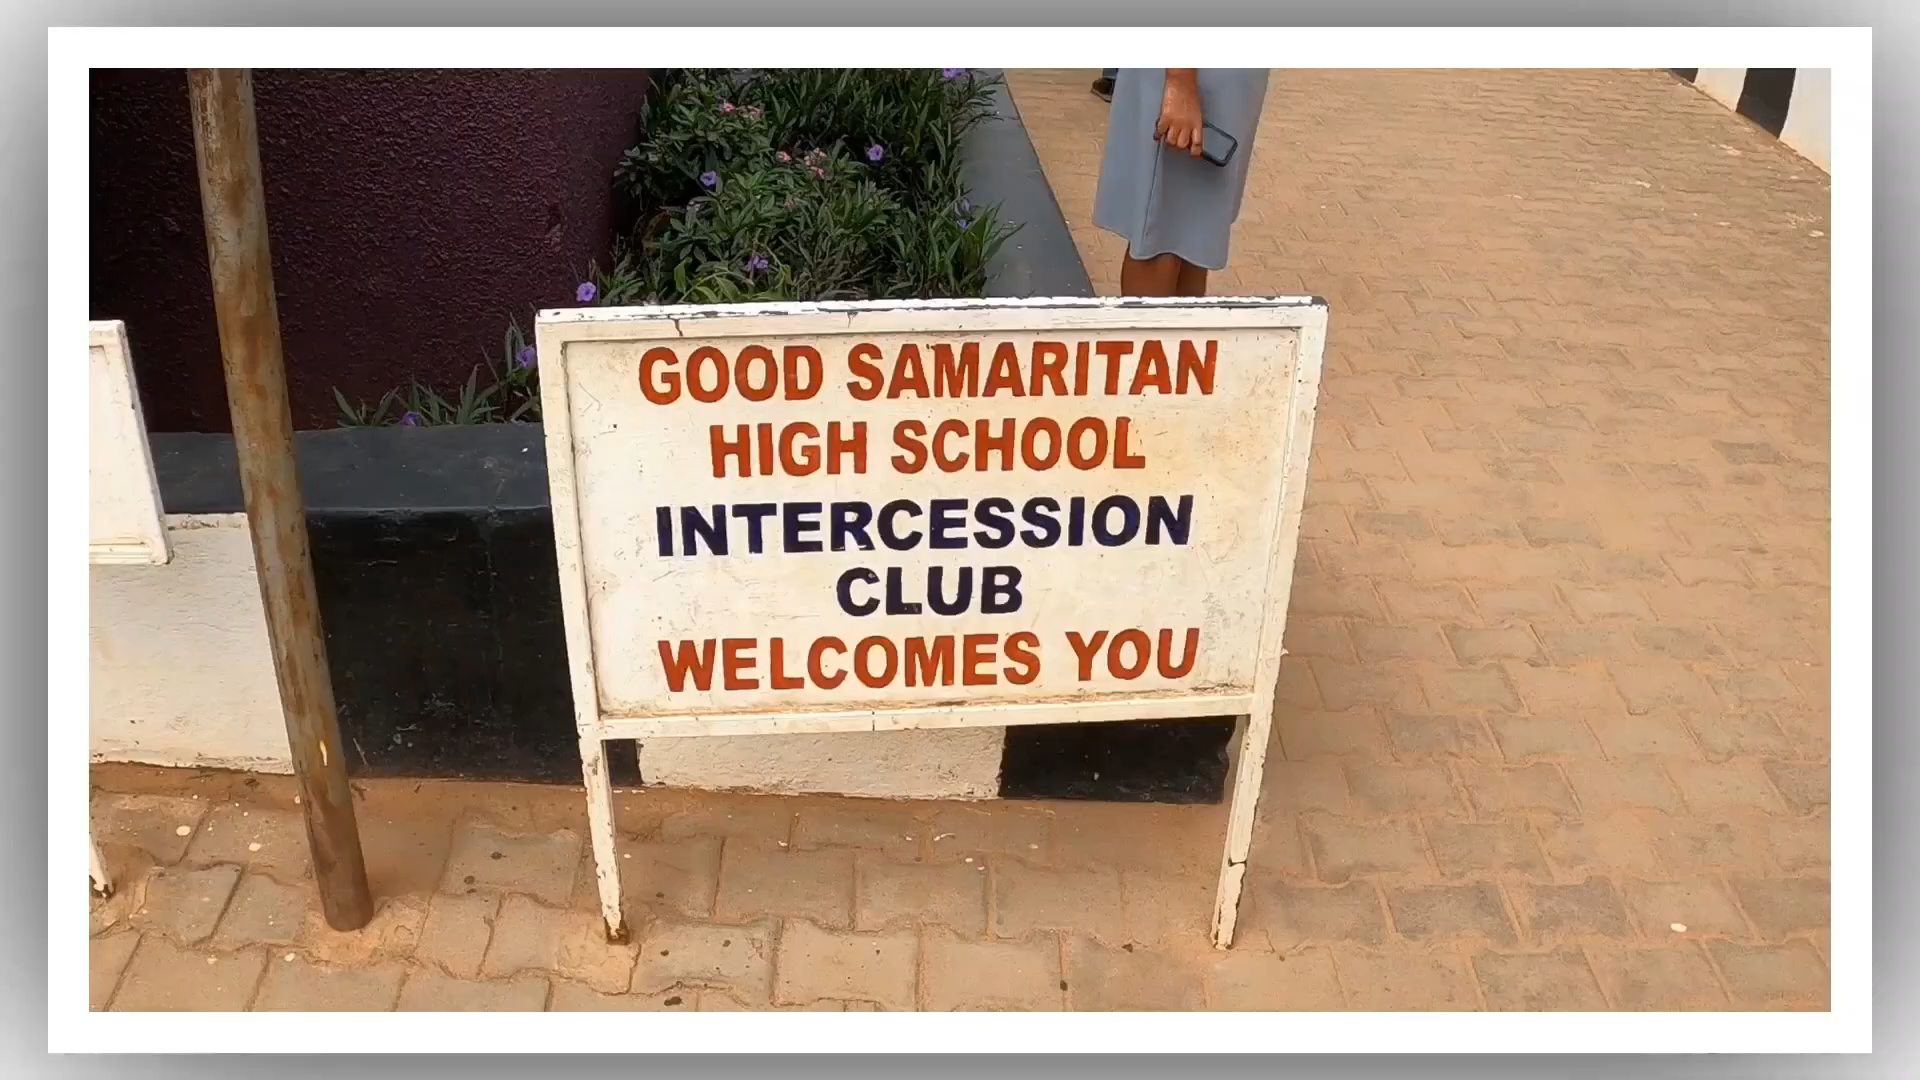 GOOD SAMARITAN
HIGH SCHOOL
INTERCESSION
CLUB
WELCOMES YOU